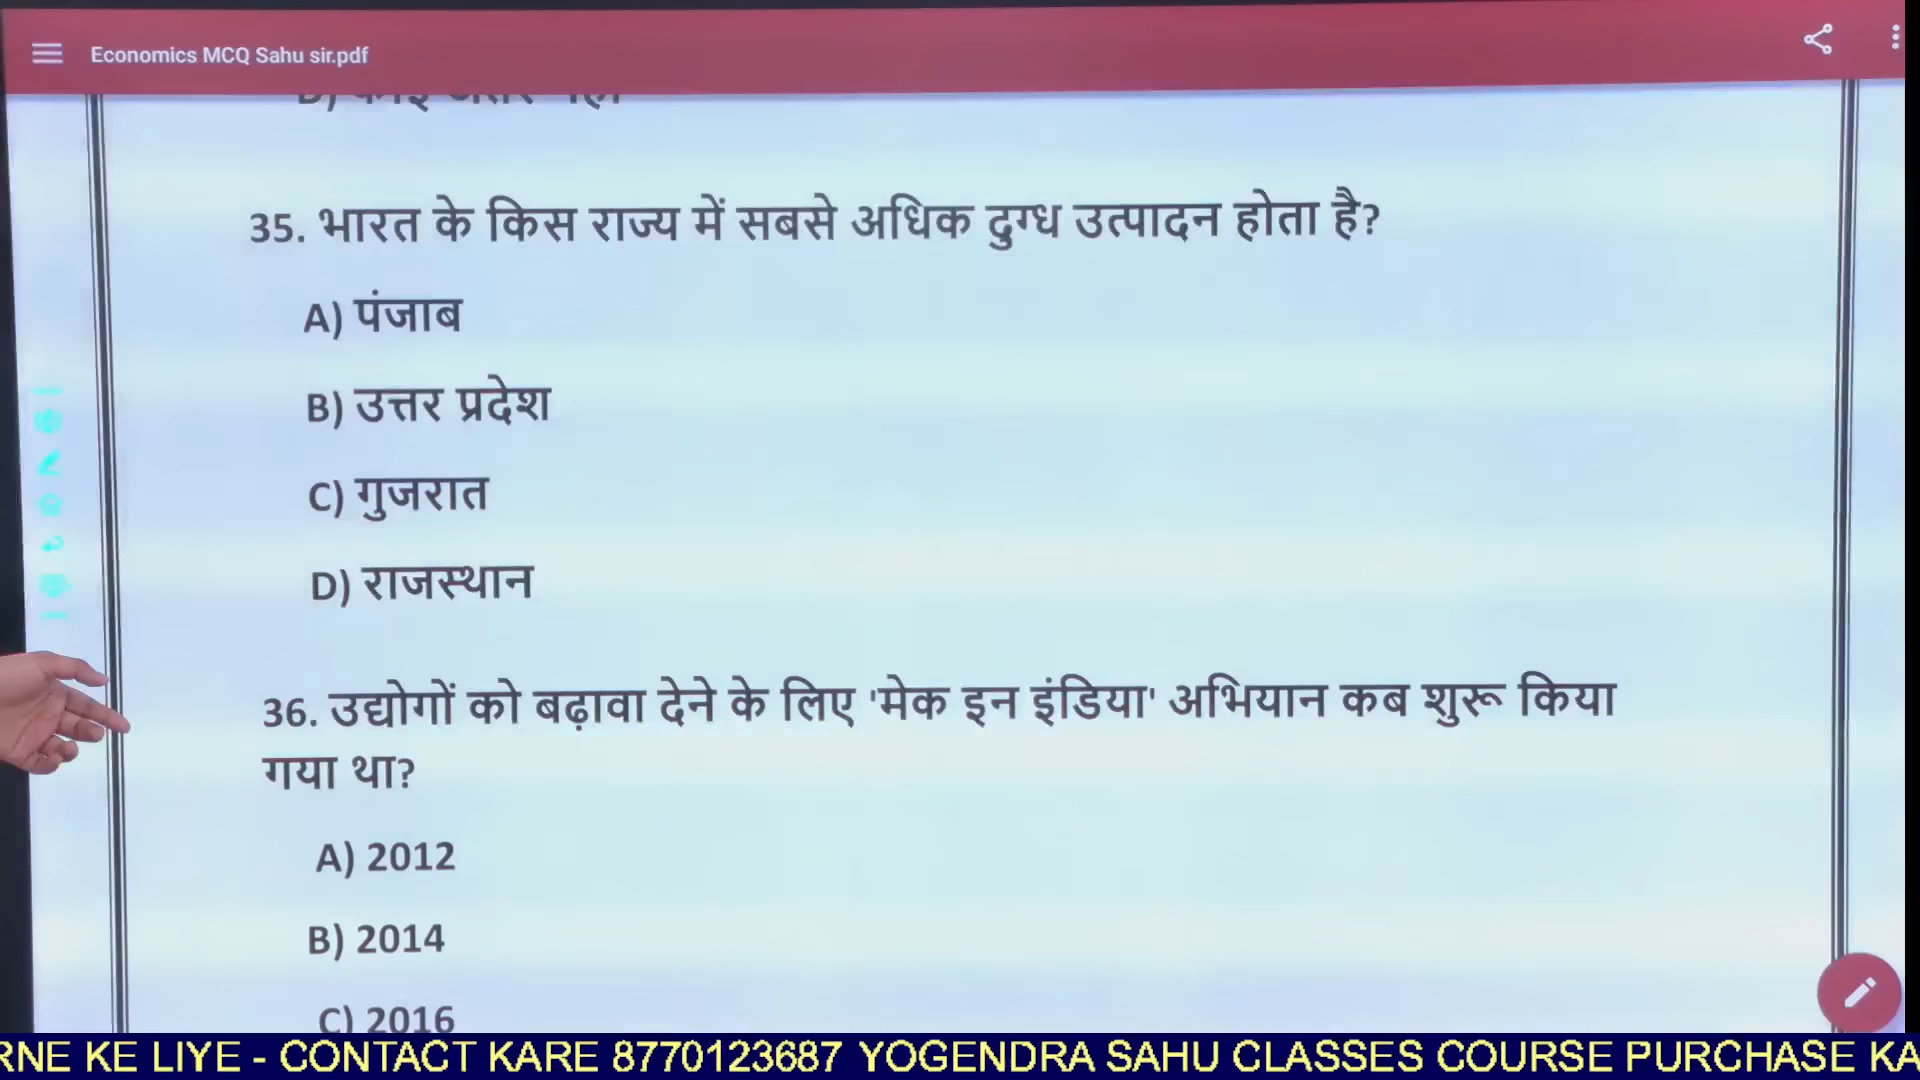 Economics MCQ Sahu sir.pdf
35. भारत के किस राज्य में सबसे अधिक दुग्ध उत्पादन होता है?
A) पंजाब
B) उत्तर प्रदेश
C) गुजरात
D) राजस्थान
36. उद्योगों को बढ़ावा देने के लिए 'मेक इन इंडिया' अभियान कब शुरू किया
गया था?
A) 2012
B) 2014
C) 2016
RNE KE LIYE - CONTACT KARE 8770123687 YOGENDRA SAHU CLASSES COURSE PURCHASE KA